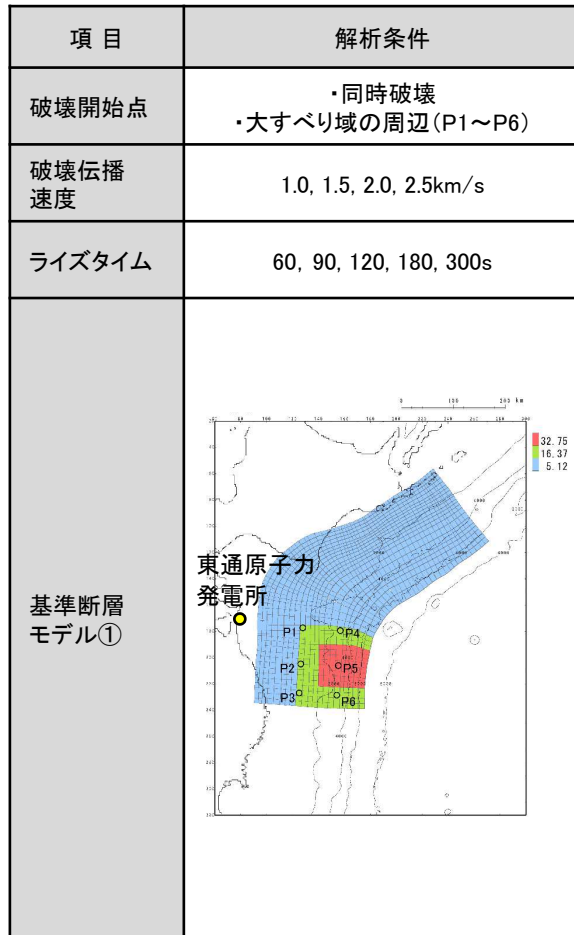 項 目
解析条件
破壊開始点
・同時破壊
・大すべり域の周辺(P1～P6)
破壊伝播
速度
1.0, 1.5, 2.0, 2.5km/s
ライズタイム
60, 90, 120, 180, 300s
基準断層
モデル①
0 100 200 km
32.75
16.37
5.12
東通原子力
発電所
P1
P4
P2
P5
P3
P6